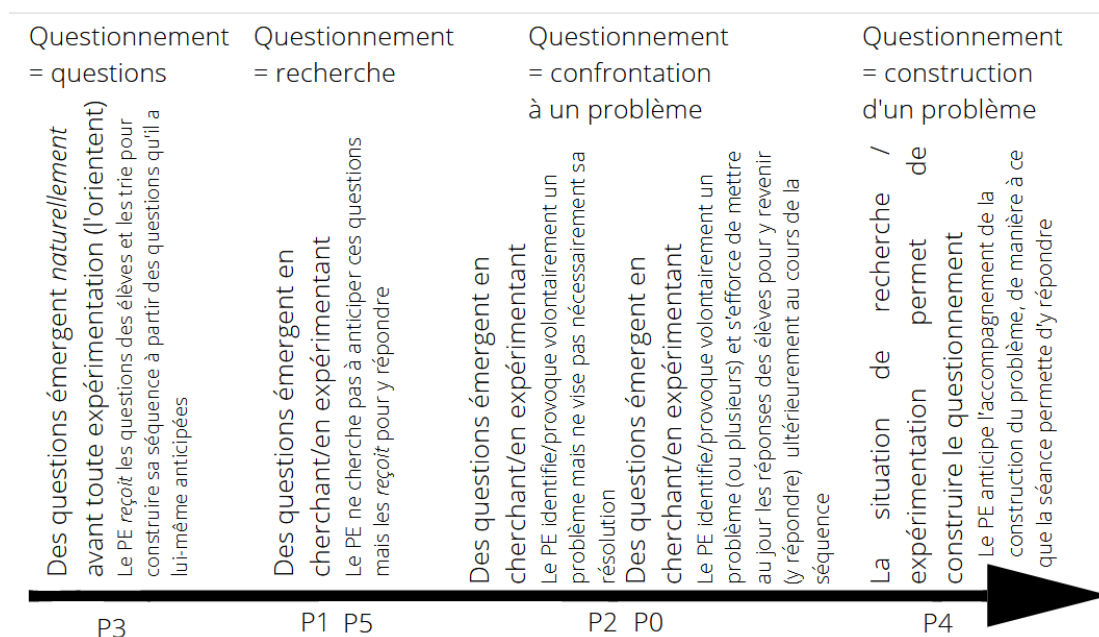 Questionnement
= questions
Des questions émergent naturellement
avant toute expérimentation (l'orientent)
Le PE reçoit les questions des élèves et les trie pour
construire sa séquence à partir des questions qu'il a
lui-même anticipées
P3
Questionnement
= recherche
Des questions émergent en
cherchant/en expérimentant
Le PE ne cherche pas à anticiper ces questions
mais les reçoit pour y répondre
P1 P5
Questionnement
= confrontation
à un problème
Des questions émergent en
cherchant/en expérimentant
Le PE identifie/provoque volontairement un
problème mais ne vise pas nécessairement sa
résolution
P2
Des questions émergent en
cherchant/en expérimentant
Le PE identifie/provoque volontairement un
problème (ou plusieurs) et s'efforce de mettre
au jour les réponses des élèves pour y revenir
(y répondre) ultérieurement au cours de la
séquence
P0
Questionnement
= construction
d'un problème
La situation de recherche /
expérimentation permet de
construire le questionnement
Le PE anticipe l'accompagnement de la
construction du problème, de manière à ce
que la séance permette d'y répondre
P4